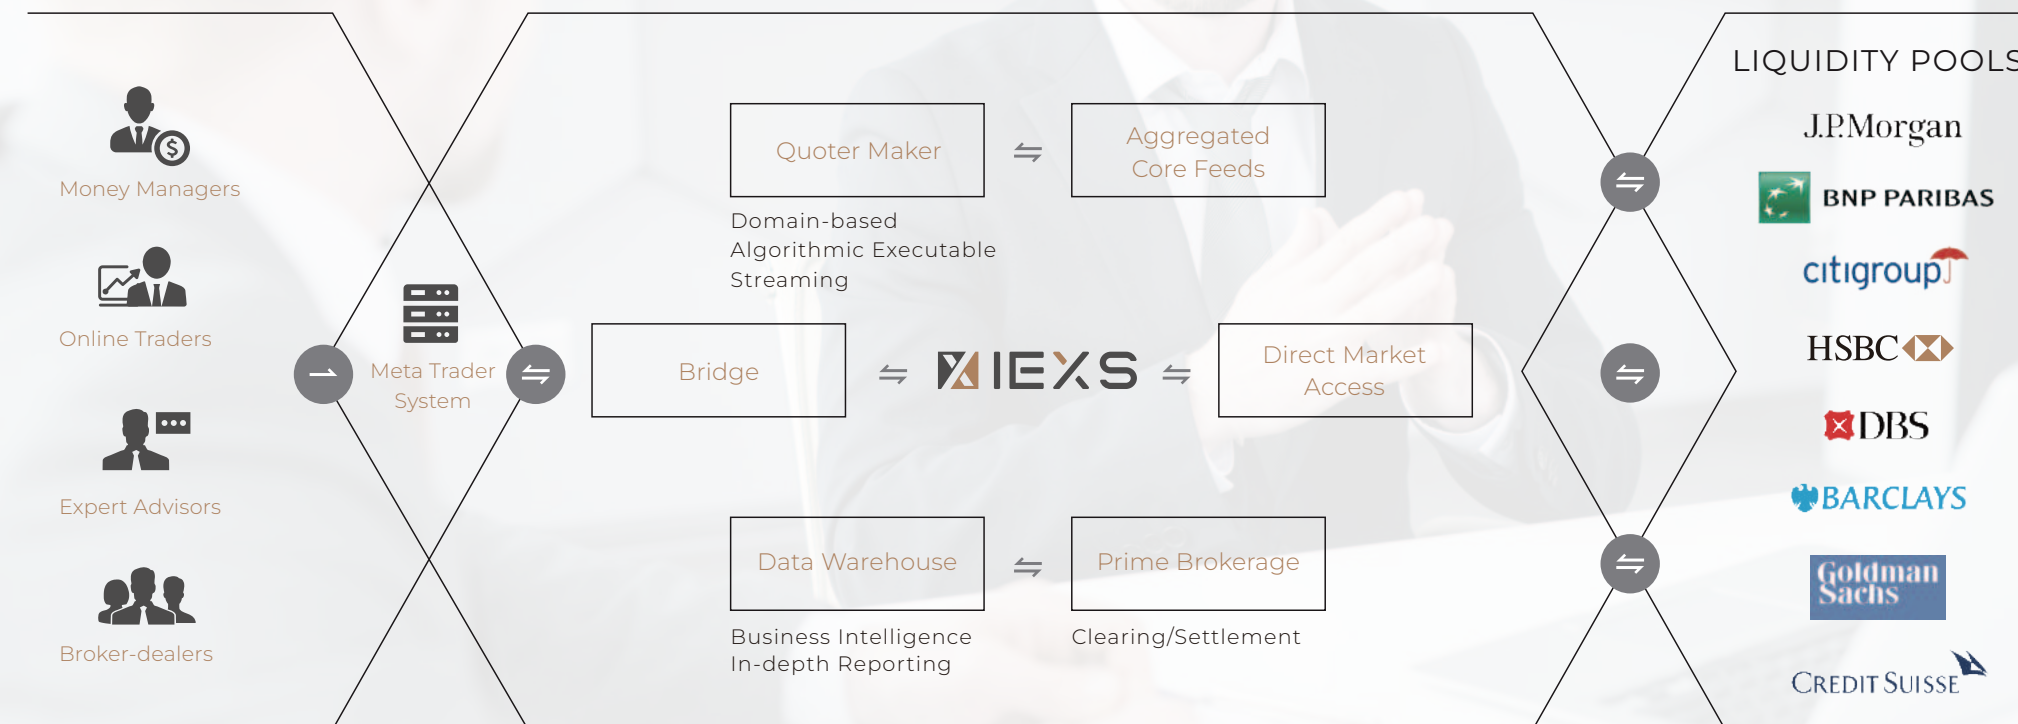 Money Managers
Online Traders
Expert Advisors
Broker-dealers
Meta Trader
System
Quoter Maker
Domain-based
Algorithmic Executable
Streaming
Aggregated
Core Feeds
Bridge
IEXS
Direct Market
Access
Data Warehouse
Business Intelligence
In-depth Reporting
Prime Brokerage
Clearing/Settlement
LIQUIDITY POOLS
J.P.Morgan
BNP PARIBAS
citigroup
HSBC
DBS
BARCLAYS
Goldman
Sachs
CREDIT SUISSE